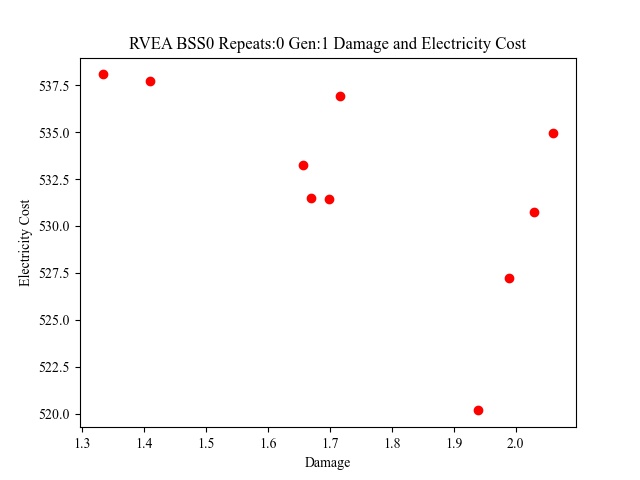 RVEA BSS0 Repeats:0 Gen:1 Damage and Electricity Cost
537.5
535.0
532.5
530.0
527.5
525.0
522.5
520.0
Electricity Cost
1.3 1.4 1.5 1.6 1.7 1.8 1.9 2.0
Damage